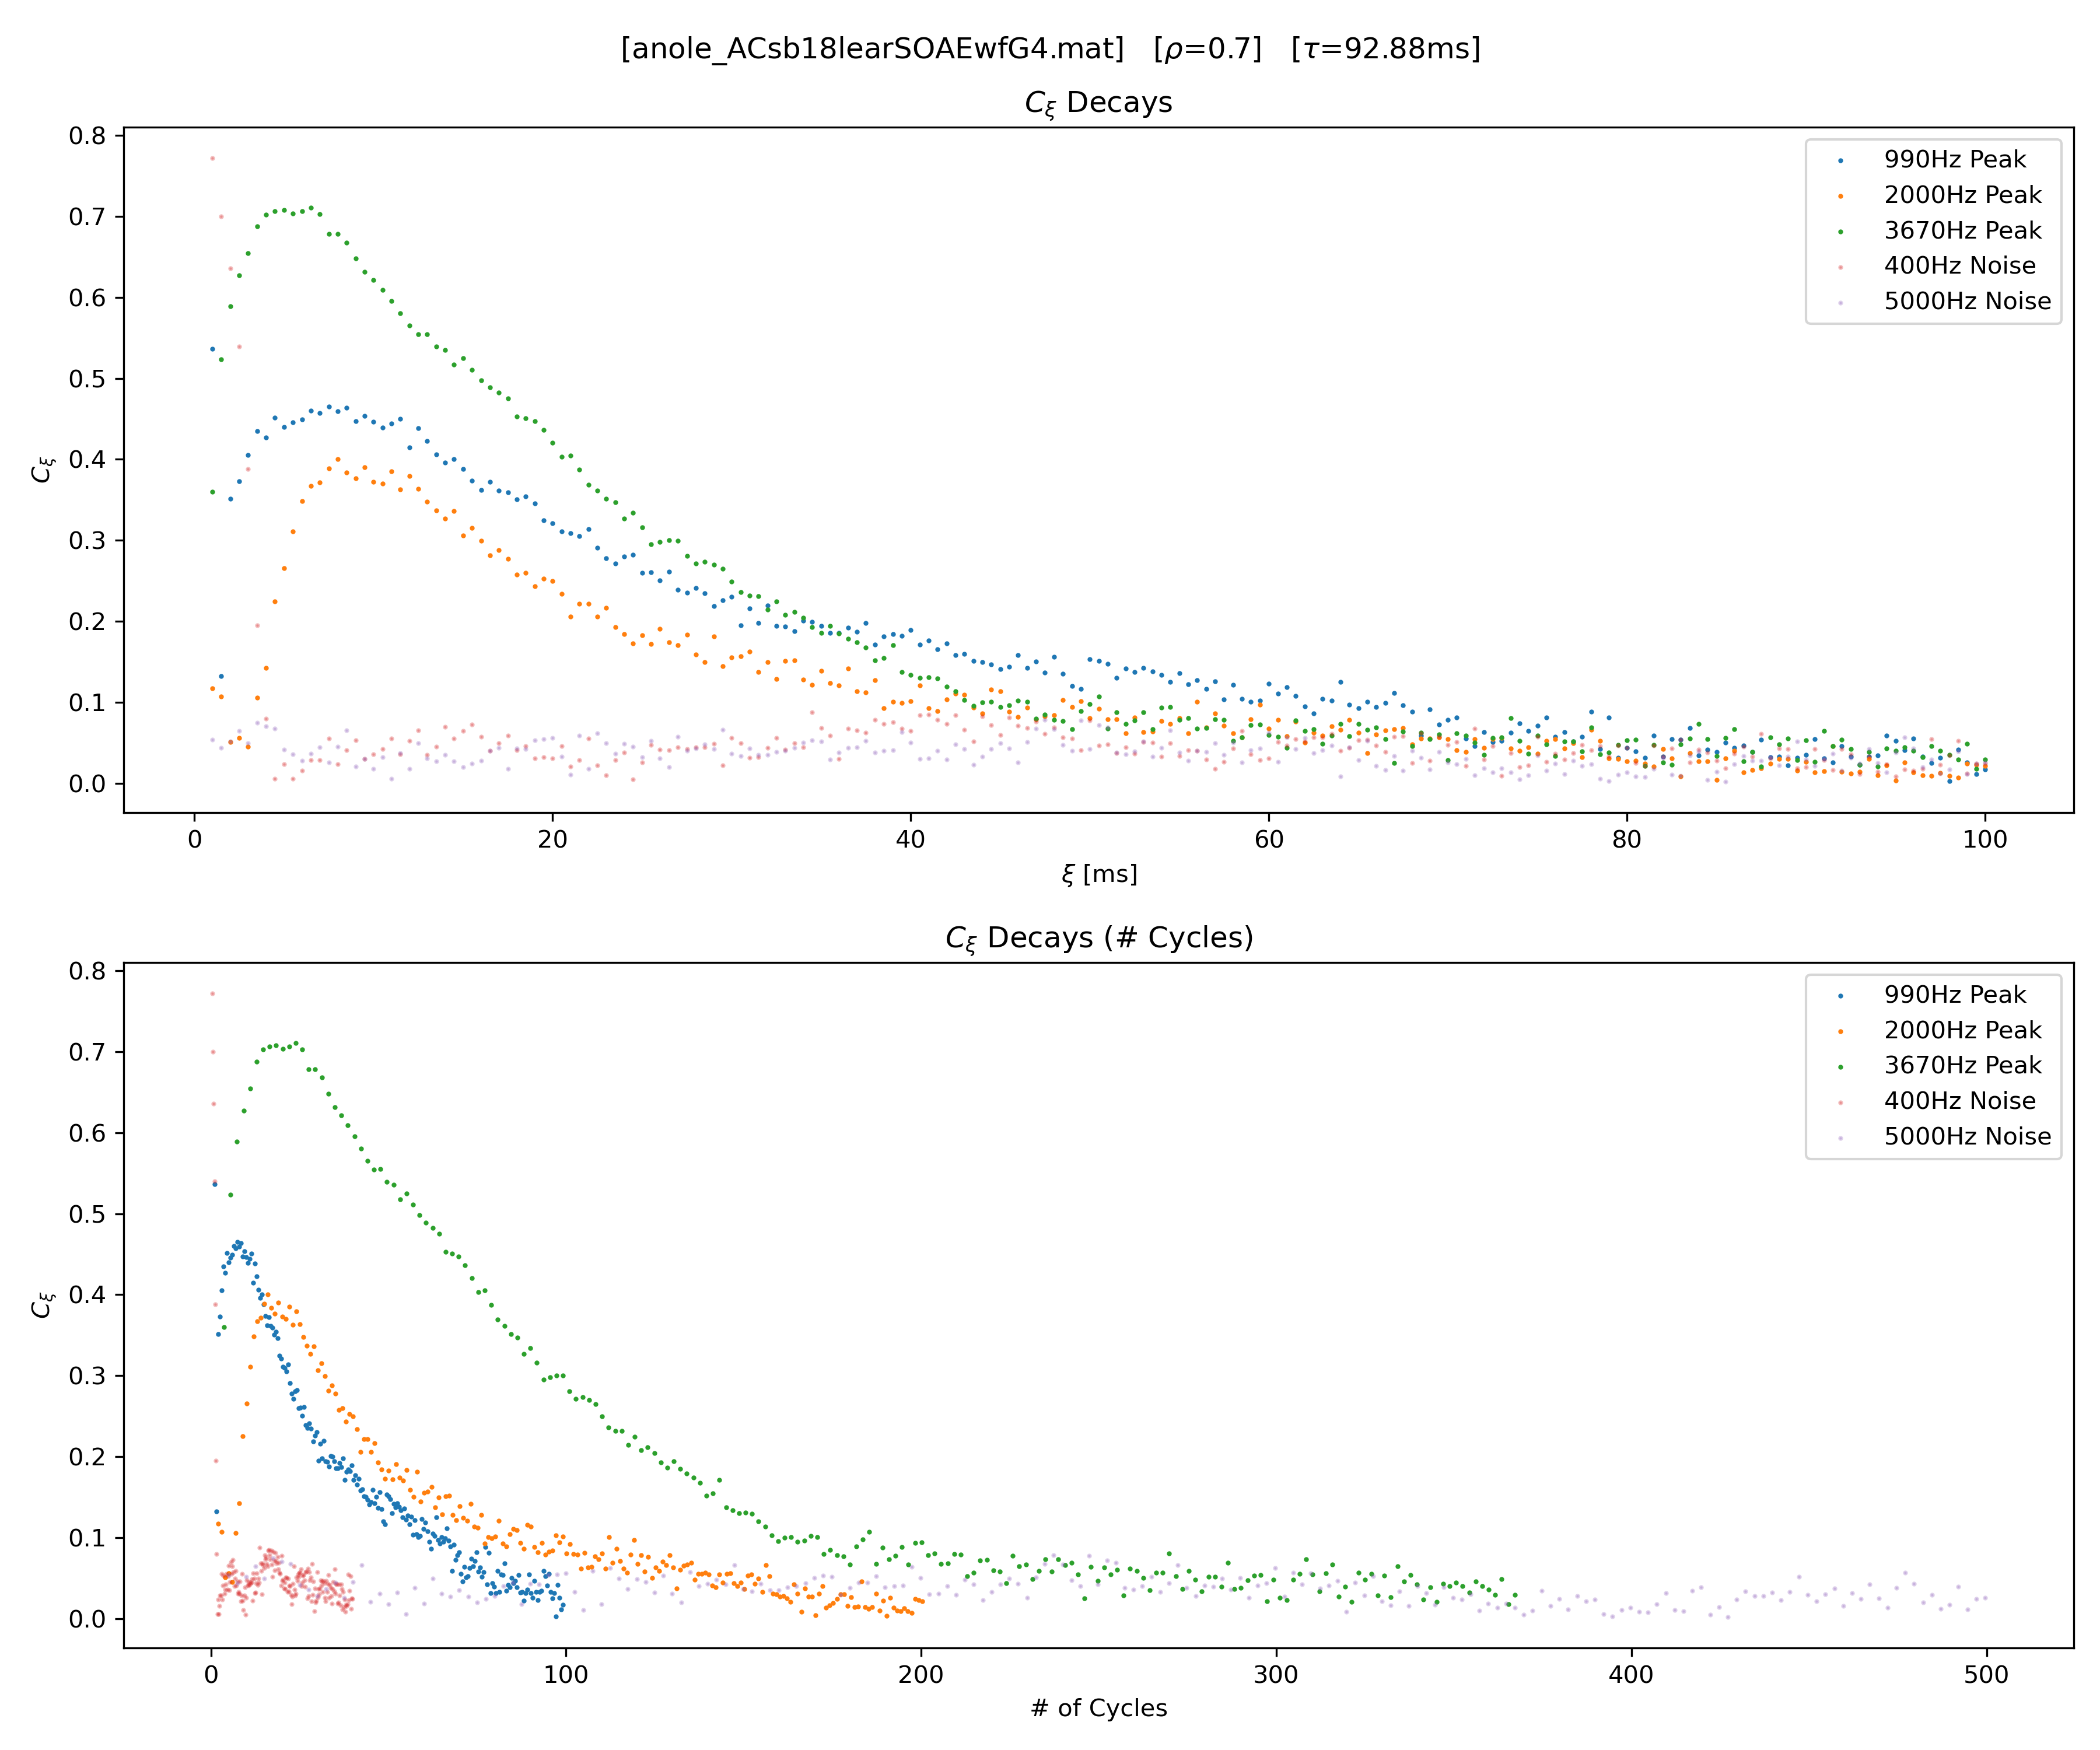 [anole_ACsb18learSOAEwfG4.mat] [ρ=0.7] [τ=92.88ms]
C_ξ Decays
0.8
0.7
0.6
0.5
0.4
0.3
0.2
0.1
0.0
C_ξ
990Hz Peak
2000Hz Peak
3670Hz Peak
400Hz Noise
5000Hz Noise
0 20 40 60 80 100
ξ [ms]
C_ξ Decays (# Cycles)
0.8
0.7
0.6
0.5
0.4
0.3
0.2
0.1
0.0
C_ξ
990Hz Peak
2000Hz Peak
3670Hz Peak
400Hz Noise
5000Hz Noise
0 100 200 300 400 500
# of Cycles